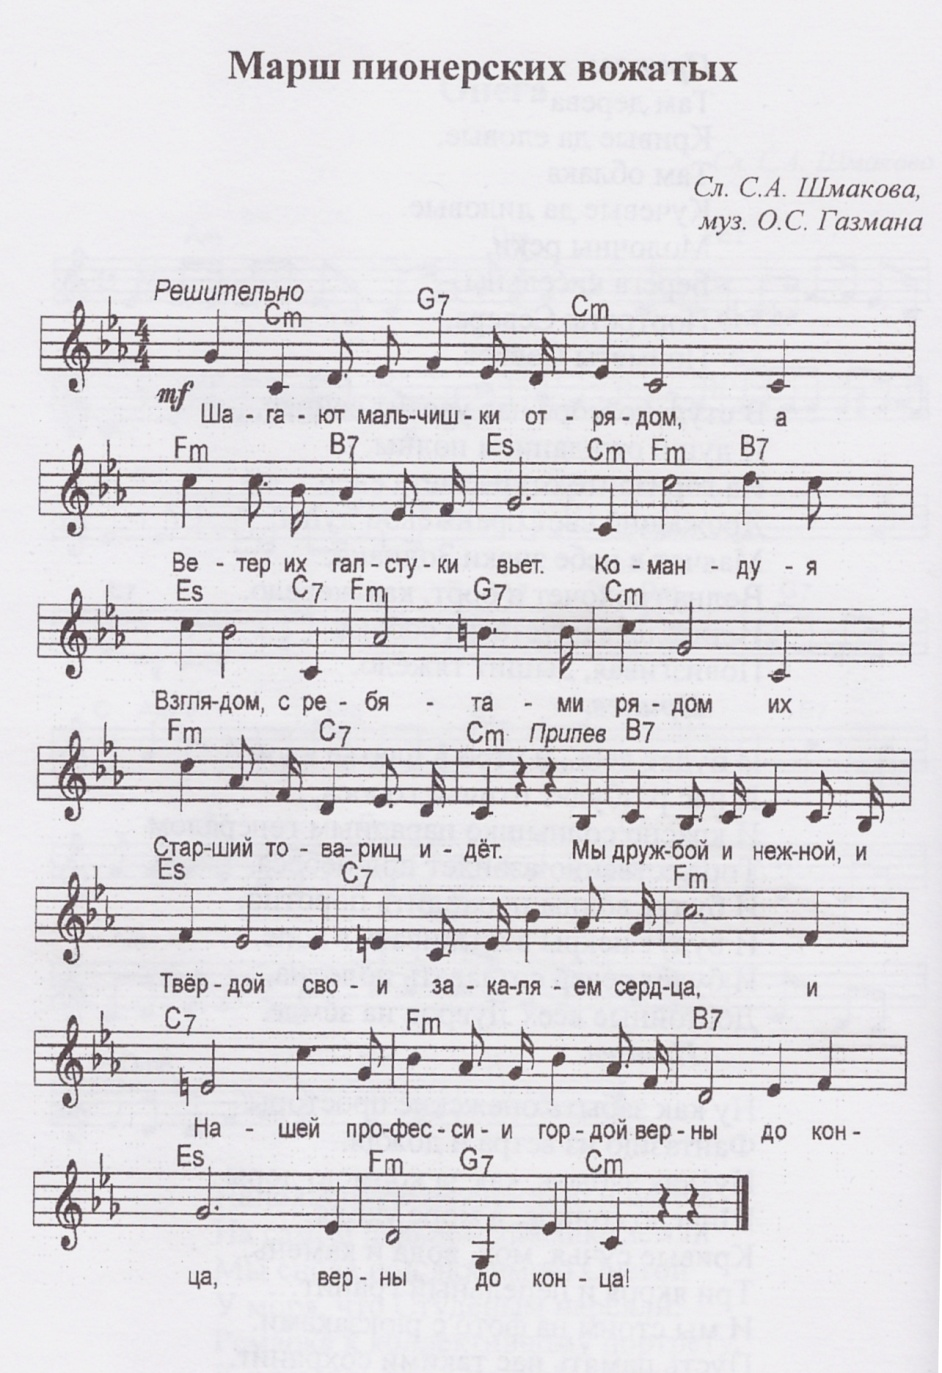 Марш пионерских вожатых
Сл. С.А. Шмакова,
муз. О.С. Газмана
Решительно
Cm G7 Cm
mf
Ша - га - ют маль-чиш - ки от - ря - дом, а
Fm B7 Es Cm Fm B7
Ве - тер их гал - сту - ки вьет. Ко - ман - ду - я
Es C7 Fm G7 Cm
Взгля-дом, с ре - бя - та - ми ря - дом их
Fm C7 Cm Припев B7
Стар-ший то - ва- рищ и - дёт. Мы друж- бой и неж-ной, и
Es C7 Fm
Твёр - дой сво - и за - ка-ля - ем серд-ца, и
C7 Fm B7
На - шей про-фес- си - и гор- дой вер-ны до кон -
Es Fm G7 Cm
ца, вер - ны до кон - ца!